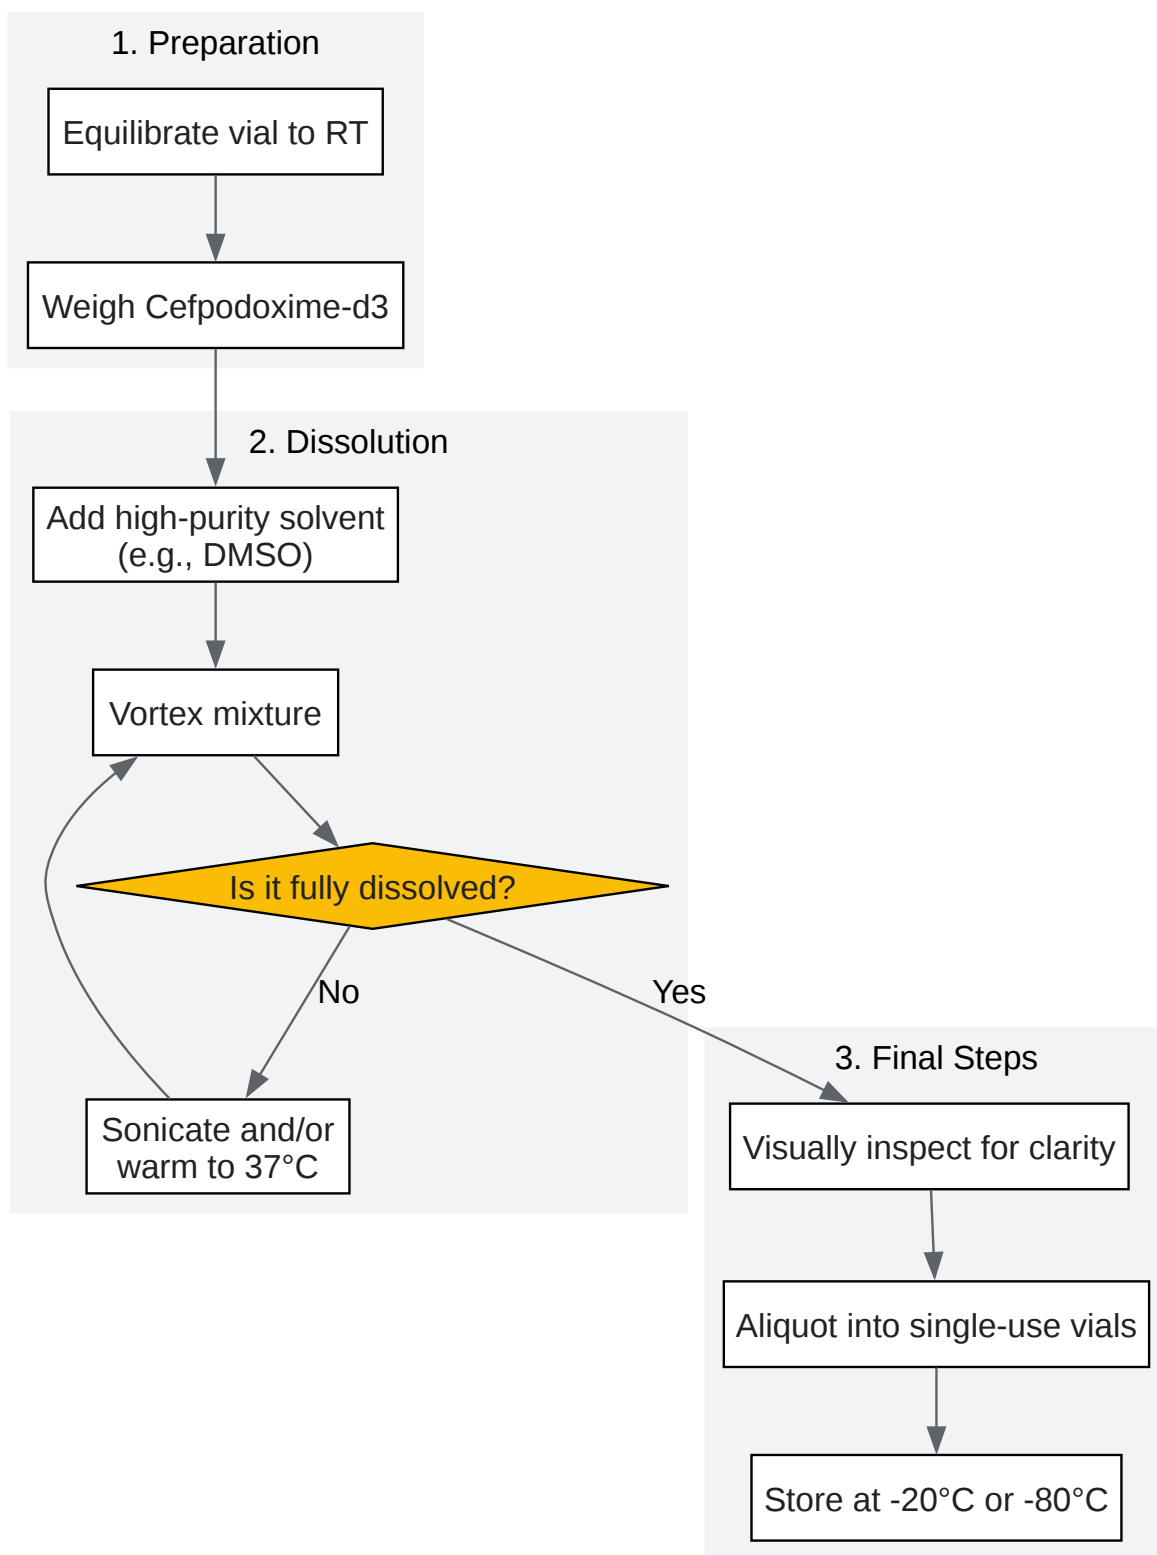 1. Preparation
Equilibrate vial to RT
Weigh Cefpodoxime-d3
2. Dissolution
Add high-purity solvent
(e.g., DMSO)
Vortex mixture
Is it fully dissolved?
No
Yes
Sonicate and/or
warm to 37°C
3. Final Steps
Visually inspect for clarity
Aliquot into single-use vials
Store at -20°C or -80°C